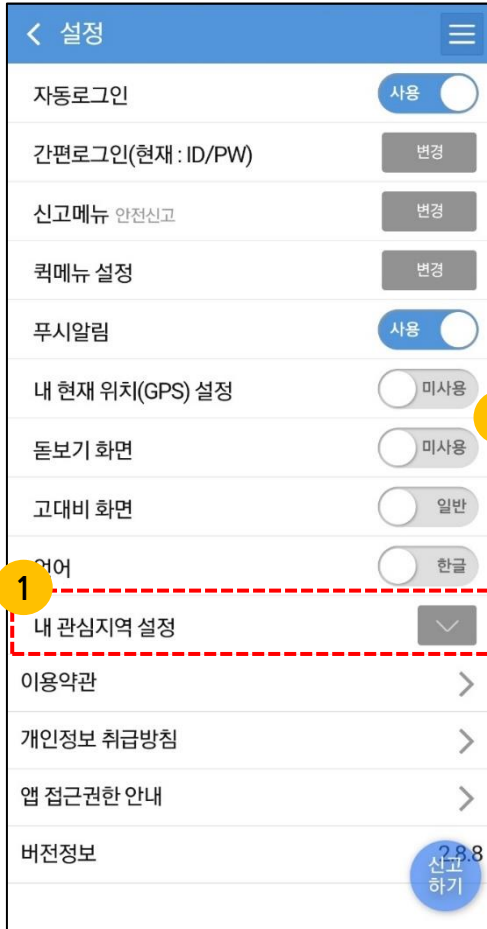 설정
자동로그인 사용
간편로그인(현재 : ID/PW) 변경
신고메뉴 안전신고 변경
퀵메뉴 설정 변경
푸시알림 사용
내 현재 위치(GPS) 설정 미사용
돋보기 화면 미사용
고대비 화면 일반
언어 한글
1
내 관심지역 설정
이용약관
개인정보 취급방침
앱 접근권한 안내
버전정보 2.8.8
신고
하기